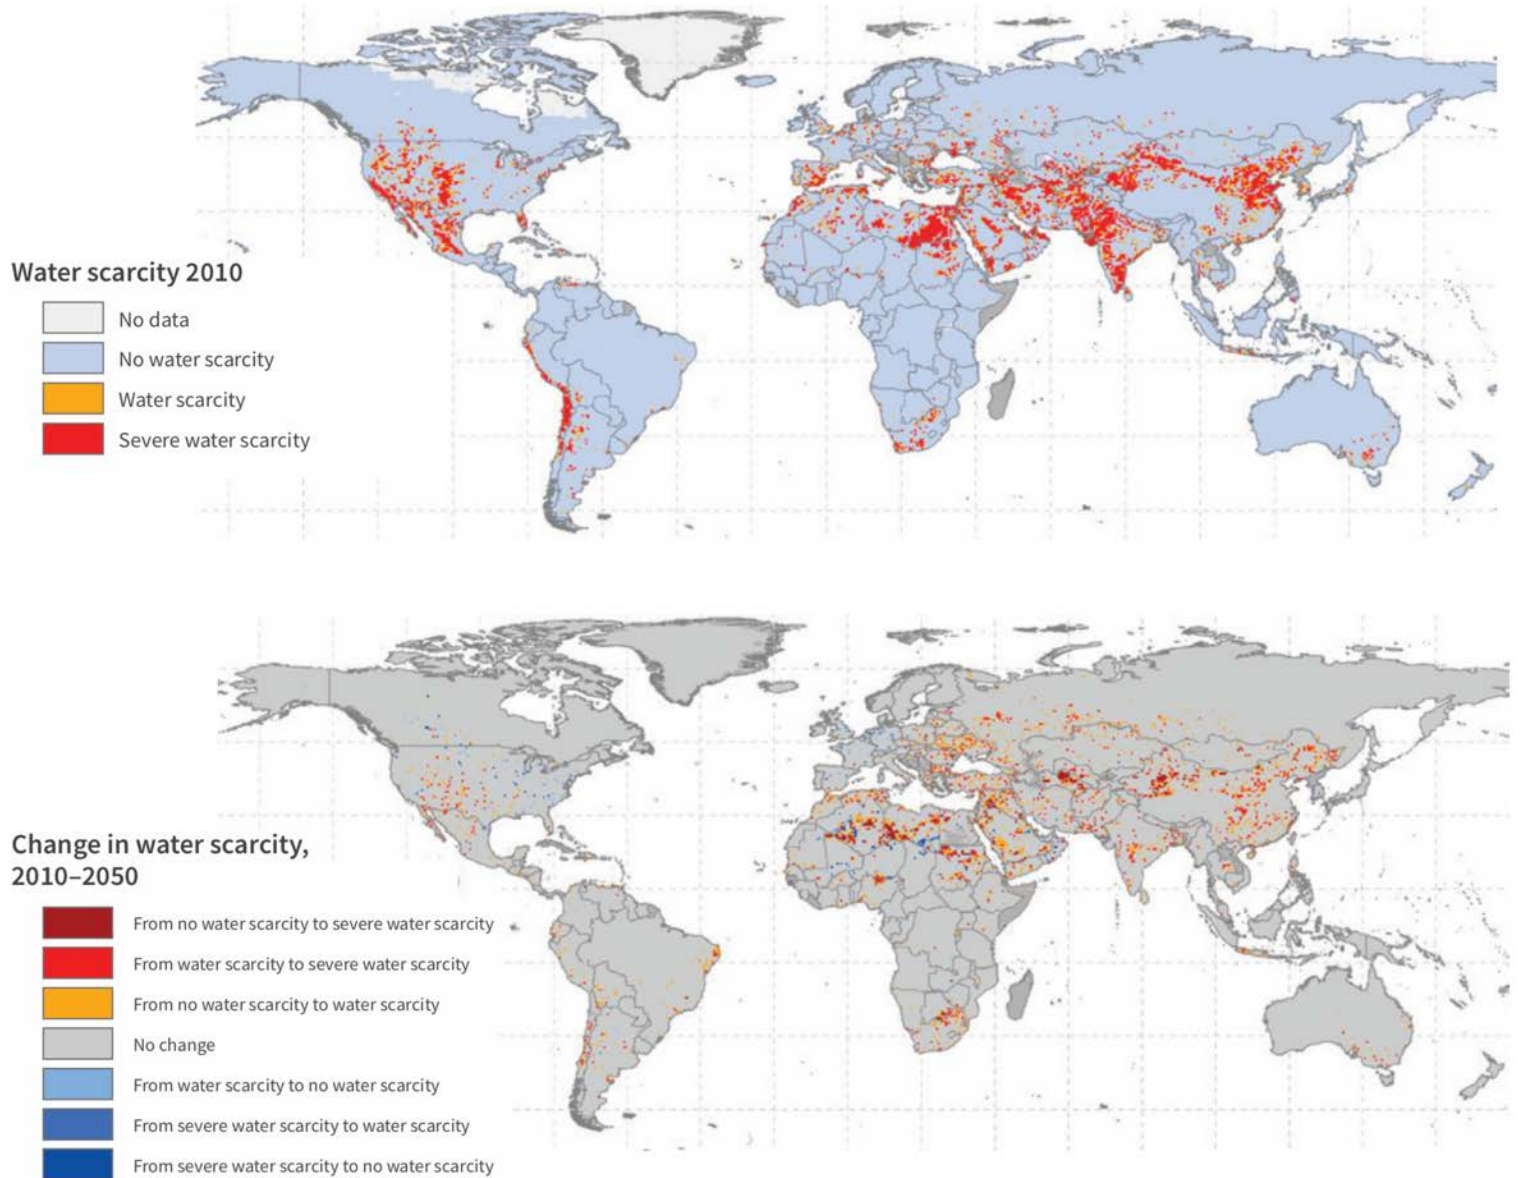 Water scarcity 2010
No data
No water scarcity
Water scarcity
Severe water scarcity
Change in water scarcity,
2010–2050
From no water scarcity to severe water scarcity
From water scarcity to severe water scarcity
From no water scarcity to water scarcity
No change
From water scarcity to no water scarcity
From severe water scarcity to water scarcity
From severe water scarcity to no water scarcity